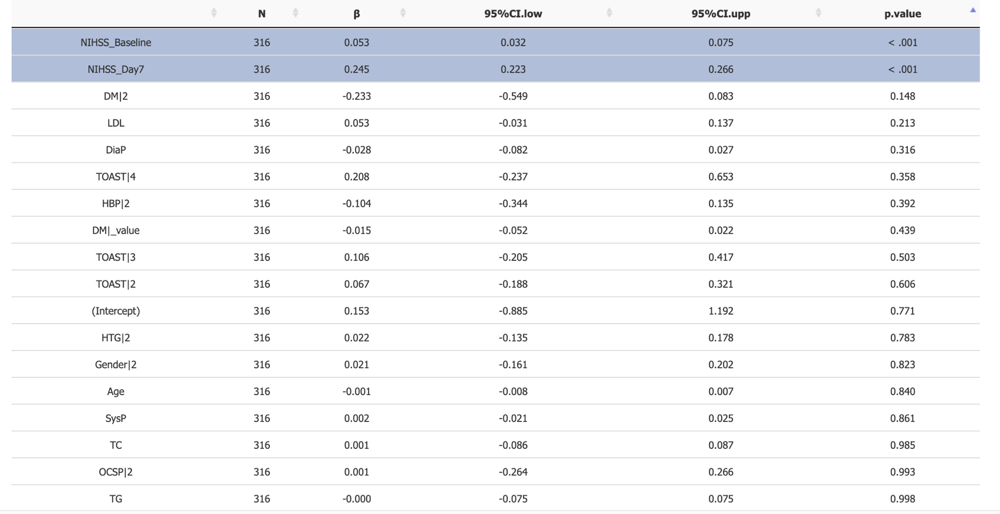 N β 95%CI.low 95%CI.upp p.value
NIHSS_Baseline 316 0.053 0.032 0.075 < .001
NIHSS_Day7 316 0.245 0.223 0.266 < .001
DM|2 316 -0.233 -0.549 0.083 0.148
LDL 316 0.053 -0.031 0.137 0.213
DiaP 316 -0.028 -0.082 0.027 0.316
TOAST|4 316 0.208 -0.237 0.653 0.358
HBP|2 316 -0.104 -0.344 0.135 0.392
DM|_value 316 -0.015 -0.052 0.022 0.439
TOAST|3 316 0.106 -0.205 0.417 0.503
TOAST|2 316 0.067 -0.188 0.321 0.606
(Intercept) 316 0.153 -0.885 1.192 0.771
HTG|2 316 0.022 -0.135 0.178 0.783
Gender|2 316 0.021 -0.161 0.202 0.823
Age 316 -0.001 -0.008 0.007 0.840
SysP 316 0.002 -0.021 0.025 0.861
TC 316 0.001 -0.086 0.087 0.985
OCSP|2 316 0.001 -0.264 0.266 0.993
TG 316 -0.000 -0.075 0.075 0.998